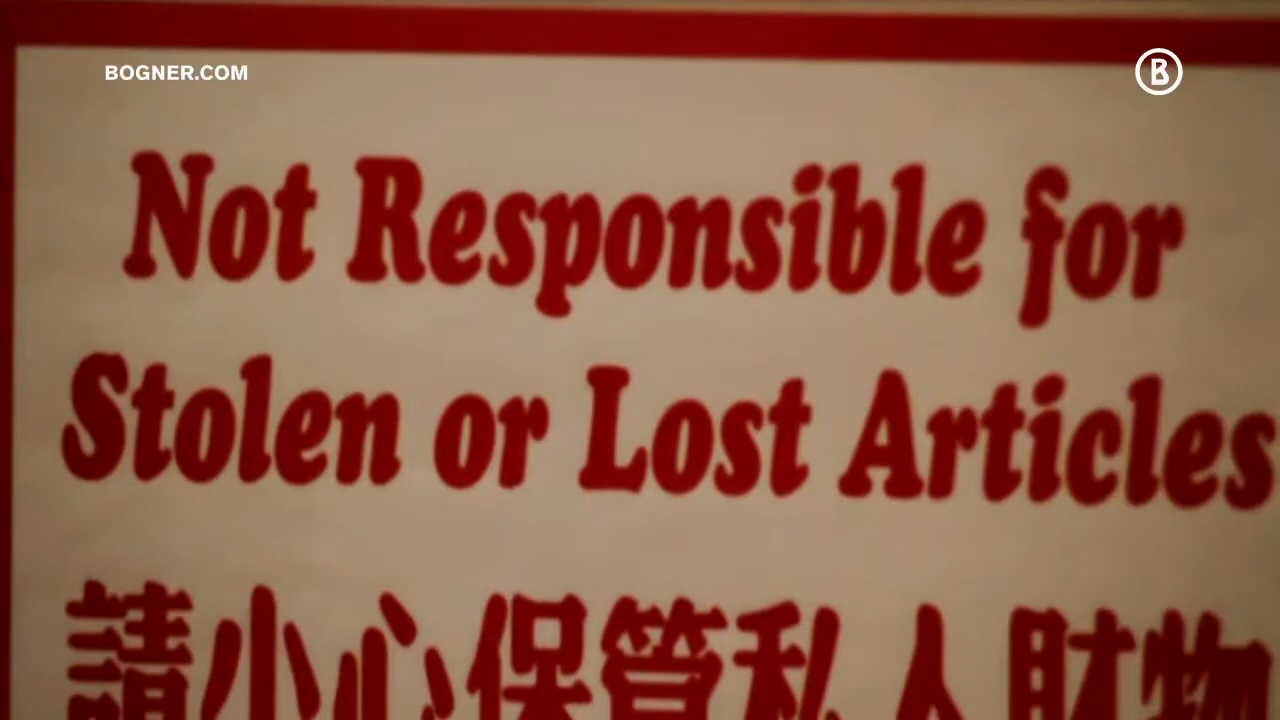 BOGNER.COM
B
Not Responsible for
Stolen or Lost Articles
請小心保管私人財物